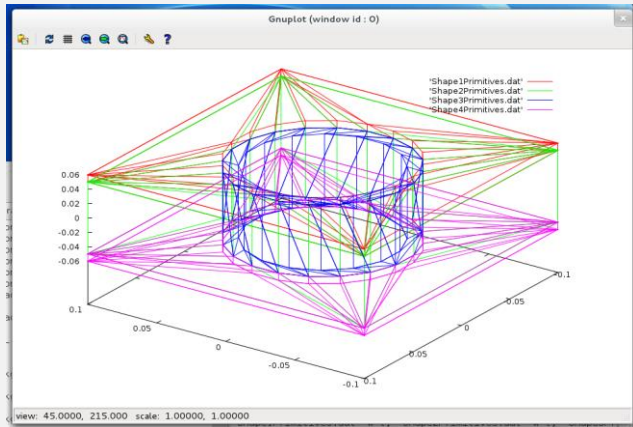 Gnuplot (window id : 0)
'Shape1Primitives.dat'
'Shape2Primitives.dat'
'Shape3Primitives.dat'
'Shape4Primitives.dat'
0.06
0.04
0.02
0
-0.02
-0.04
-0.06
0.1
0.05
0
-0.05
-0.1
0.1
0.05
0
0.05
-0.1
view: 45.0000, 215.000 scale: 1.00000, 1.00000